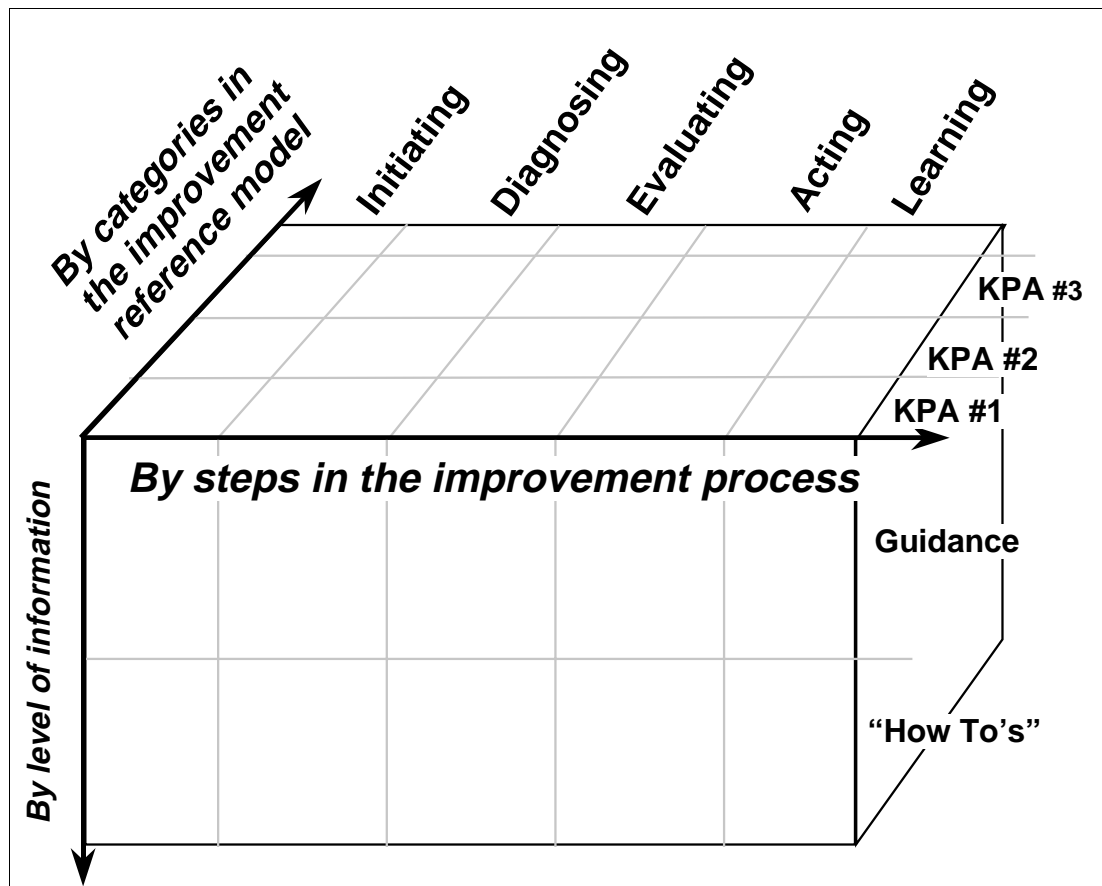 By categories in
the improvement
reference model
Initiating
Diagnosing
Evaluating
Acting
Learning
KPA #3
KPA #2
KPA #1
By steps in the improvement process
By level of information
Guidance
“How To’s”